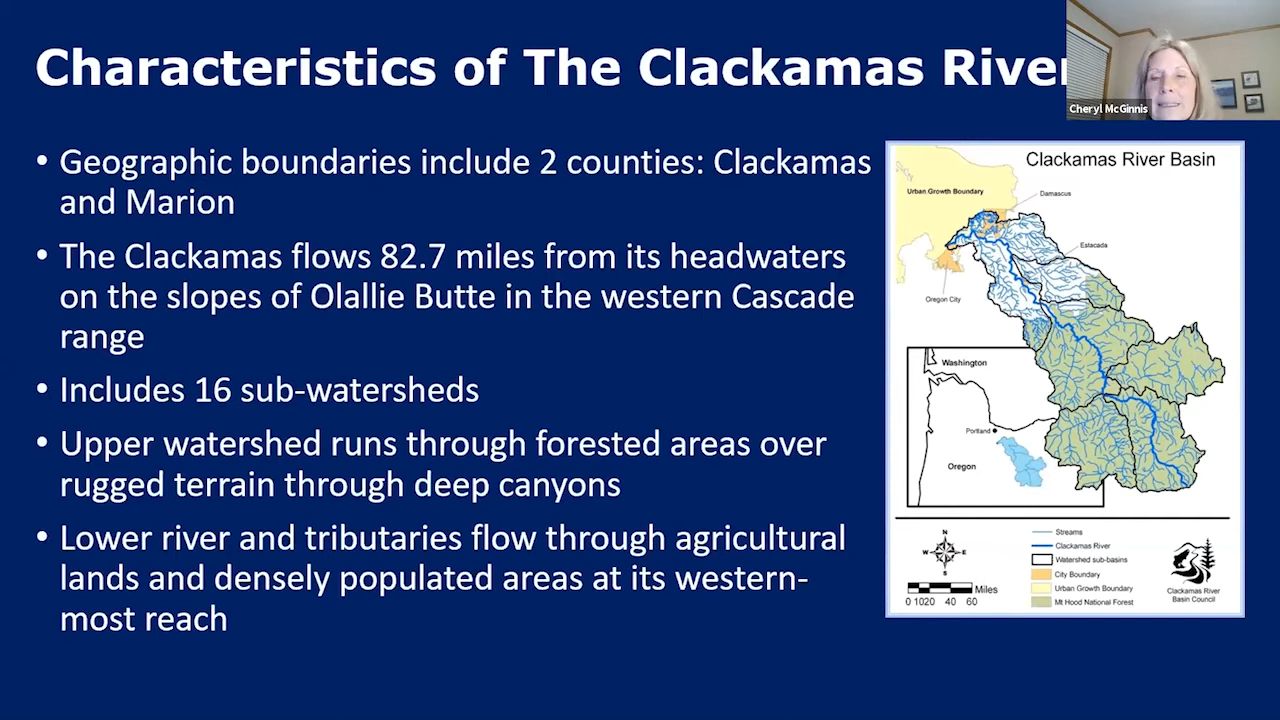 Characteristics of The Clackamas River
Cheryl McGinnis
• Geographic boundaries include 2 counties: Clackamas
and Marion
• The Clackamas flows 82.7 miles from its headwaters
on the slopes of Olallie Butte in the western Cascade
range
• Includes 16 sub-watersheds
• Upper watershed runs through forested areas over
rugged terrain through deep canyons
• Lower river and tributaries flow through agricultural
lands and densely populated areas at its western-
most reach
Clackamas River Basin
Urban Growth Boundary
Damascus
Estacada
Oregon City
Washington
Portland
Oregon
N
W E
S
Miles
0 1020 40 60
Streams
Clackamas River
Watershed sub-basins
City Boundary
Urban Growth Boundary
Mt Hood National Forest
Clackamas River
Basin Council